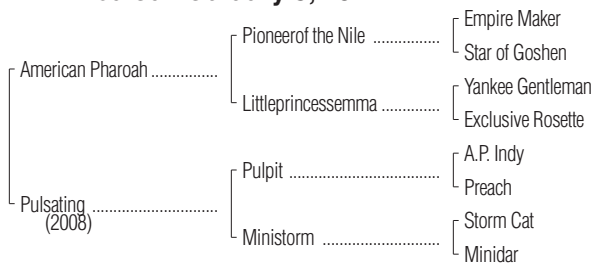 Empire Maker
Pioneerof the Nile ...............
Star of Goshen
American Pharoah ...............
Yankee Gentleman
Littleprincessemma .............
Exclusive Rosette
A.P. Indy
Pulpit ..................................
Preach
Pulsating .............................
(2008)
Storm Cat
Ministorm ...........................
Minidar